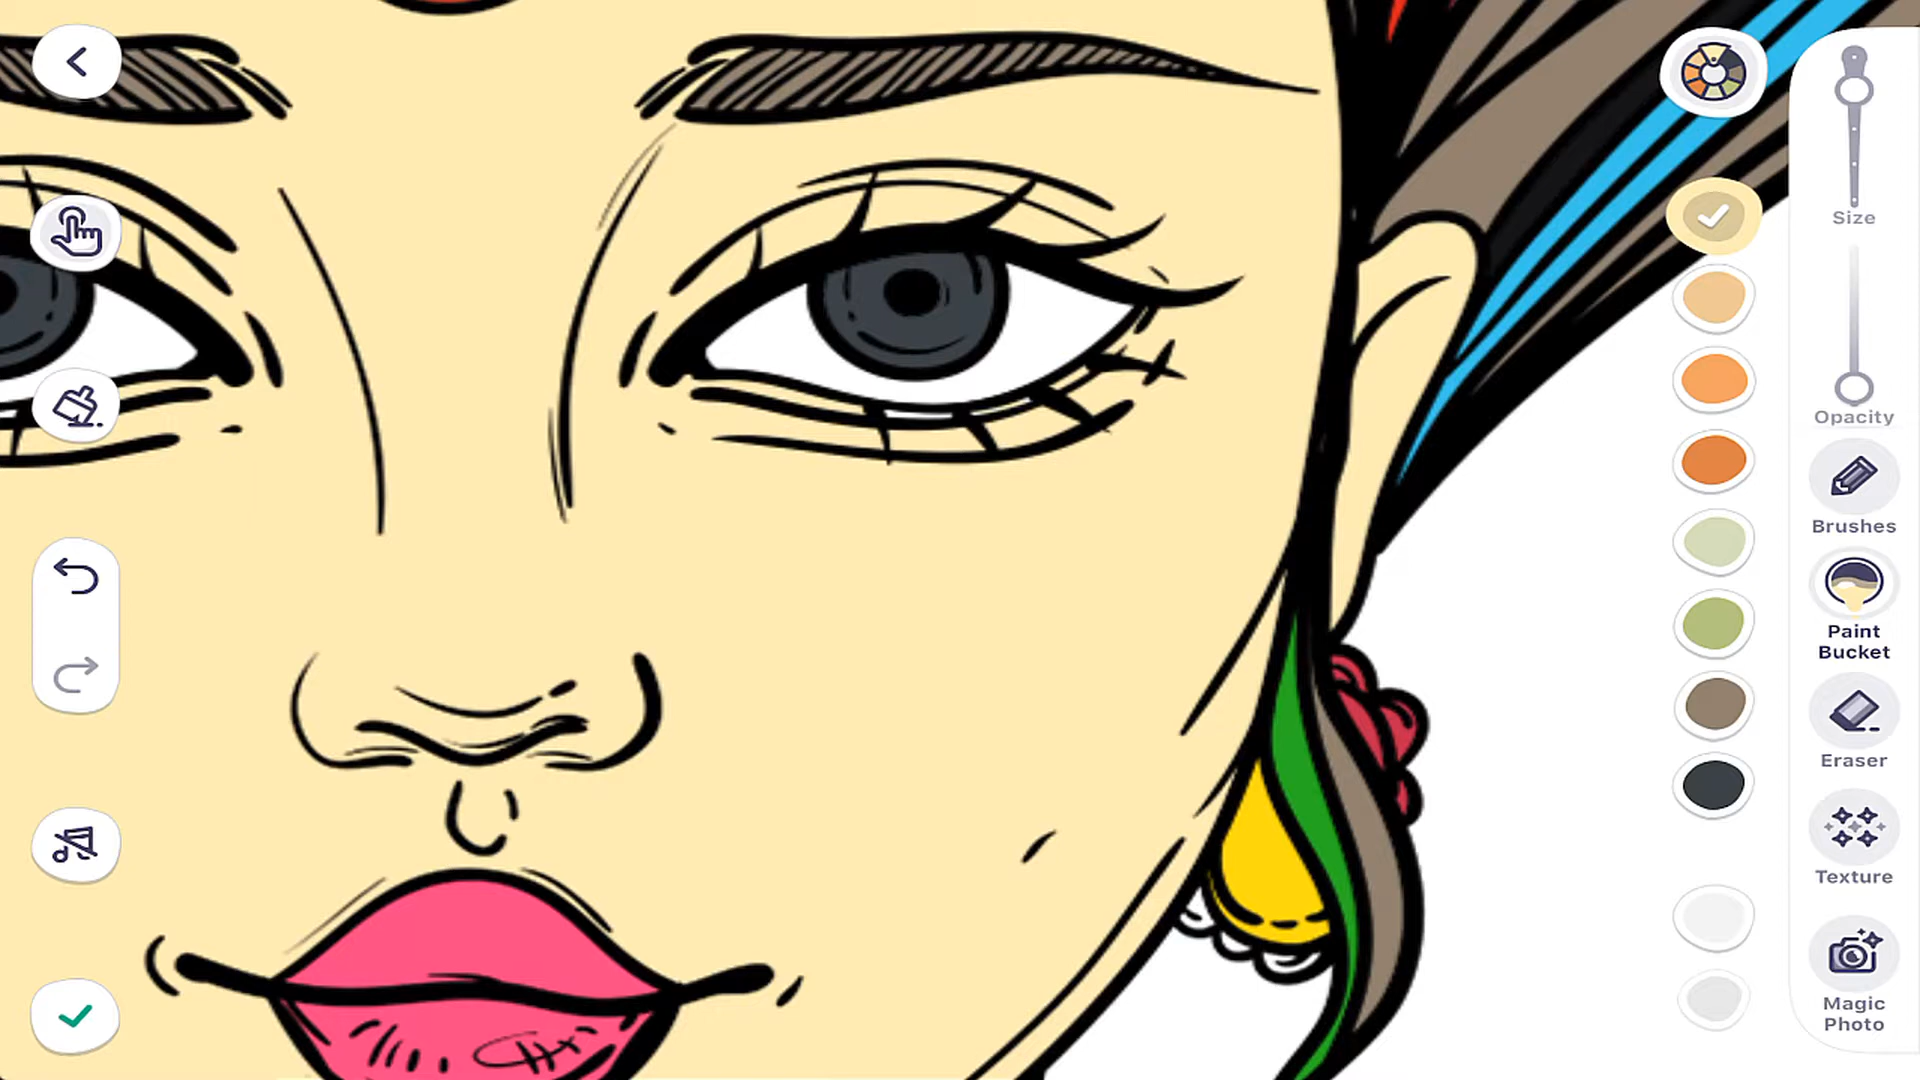 Size
Opacity
Brushes
Paint
Bucket
Eraser
Texture
Magic
Photo